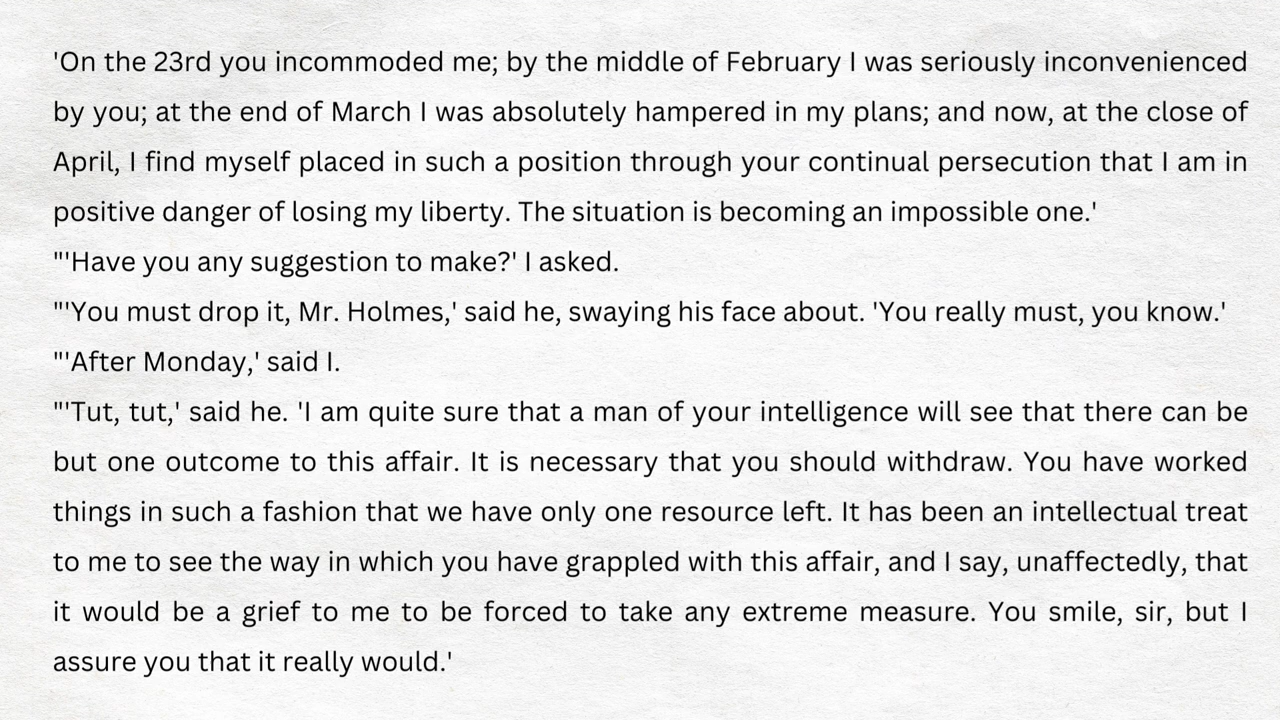 'On the 23rd you incommoded me; by the middle of February I was seriously inconvenienced
by you; at the end of March I was absolutely hampered in my plans; and now, at the close of
April, I find myself placed in such a position through your continual persecution that I am in
positive danger of losing my liberty. The situation is becoming an impossible one.'
"'Have you any suggestion to make?' I asked.
"'You must drop it, Mr. Holmes,' said he, swaying his face about. 'You really must, you know.'
"'After Monday,' said I.
"'Tut, tut,' said he. 'I am quite sure that a man of your intelligence will see that there can be
but one outcome to this affair. It is necessary that you should withdraw. You have worked
things in such a fashion that we have only one resource left. It has been an intellectual treat
to me to see the way in which you have grappled with this affair, and I say, unaffectedly, that
it would be a grief to me to be forced to take any extreme measure. You smile, sir, but I
assure you that it really would.'